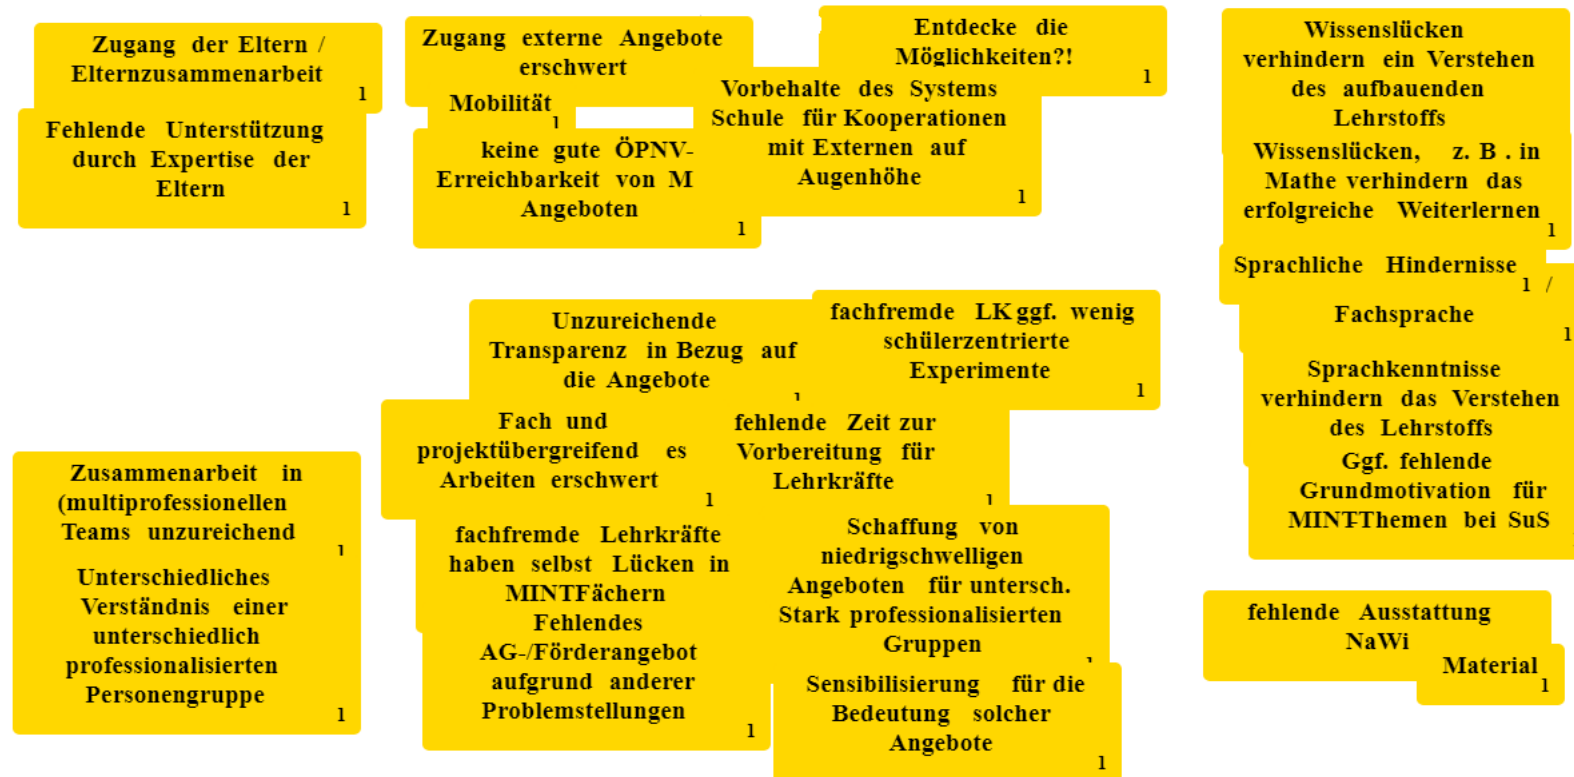 Zugang der Eltern /
Elternzusammenarbeit
1
Fehlende Unterstützung
durch Expertise der
Eltern
1
Zugang externe Angebote
erschwert
Mobilität
1
keine gute ÖPNV-
Erreichbarkeit von M
Angeboten
1
Entdecke die
Möglichkeiten?!
1
Vorbehalte des Systems
Schule für Kooperationen
mit Externen auf
Augenhöhe
1
Wissenslücken
verhindern ein Verstehen
des aufbauenden
Lehrstoffs
Wissenslücken, z. B . in
Mathe verhindern das
erfolgreiche Weiterlernen
1
Sprachliche Hindernisse
1 /
Fachsprache
1
Sprachkenntnisse
verhindern das Verstehen
des Lehrstoffs
Ggf. fehlende
Grundmotivation für
MINT-Themen bei SuS
Unzureichende
Transparenz in Bezug auf
die Angebote
1
fachfremde LK ggf. wenig
schülerzentrierte
Experimente
1
Fach und
projektübergreifend es
Arbeiten erschwert
1
fehlende Zeit zur
Vorbereitung für
Lehrkräfte
1
Zusammenarbeit in
(multiprofessionellen
Teams unzureichend
1
Unterschiedliches
Verständnis einer
unterschiedlich
professionalisierten
Personengruppe
1
fachfremde Lehrkräfte
haben selbst Lücken in
MINTFächern
Fehlendes
AG-/Förderangebot
aufgrund anderer
Problemstellungen
1
Schaffung von
niedrigschwelligen
Angeboten für untersch.
Stark professionalisierten
Gruppen
1
Sensibilisierung für die
Bedeutung solcher
Angebote
1
fehlende Ausstattung
NaWi
Material
1